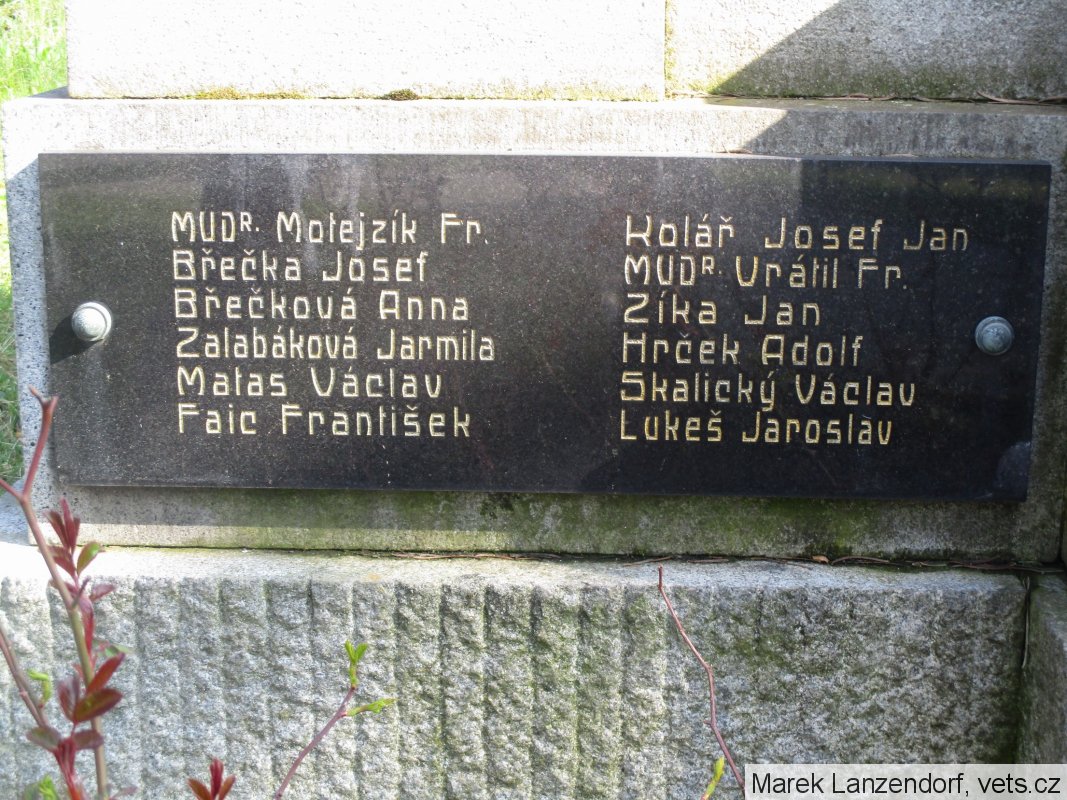 MUDR. Motejzík Fr.
Břečka Josef
Břečková Anna
Zalabáková Jarmila
Matas Václav
Faic František
Kolář Josef Jan
MUDR. Vrátil Fr.
Zíka Jan
Hrček Adolf
Skalický Václav
Lukeš Jaroslav
Marek Lanzendorf, vets.cz